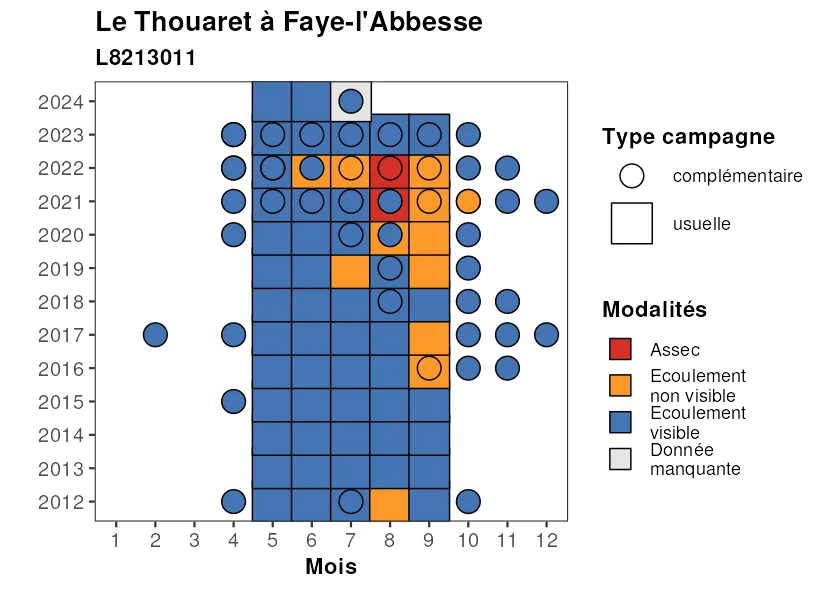 Le Thouaret à Faye-l'Abbesse
L8213011
2024
2023
2022
2021
2020
2019
2018
2017
2016
2015
2014
2013
2012
1 2 3 4 5 6 7 8 9 10 11 12
Mois
Type campagne
complémentaire
usuelle
Modalités
Assec
Ecoulement
non visible
Ecoulement
visible
Donnée
manquante